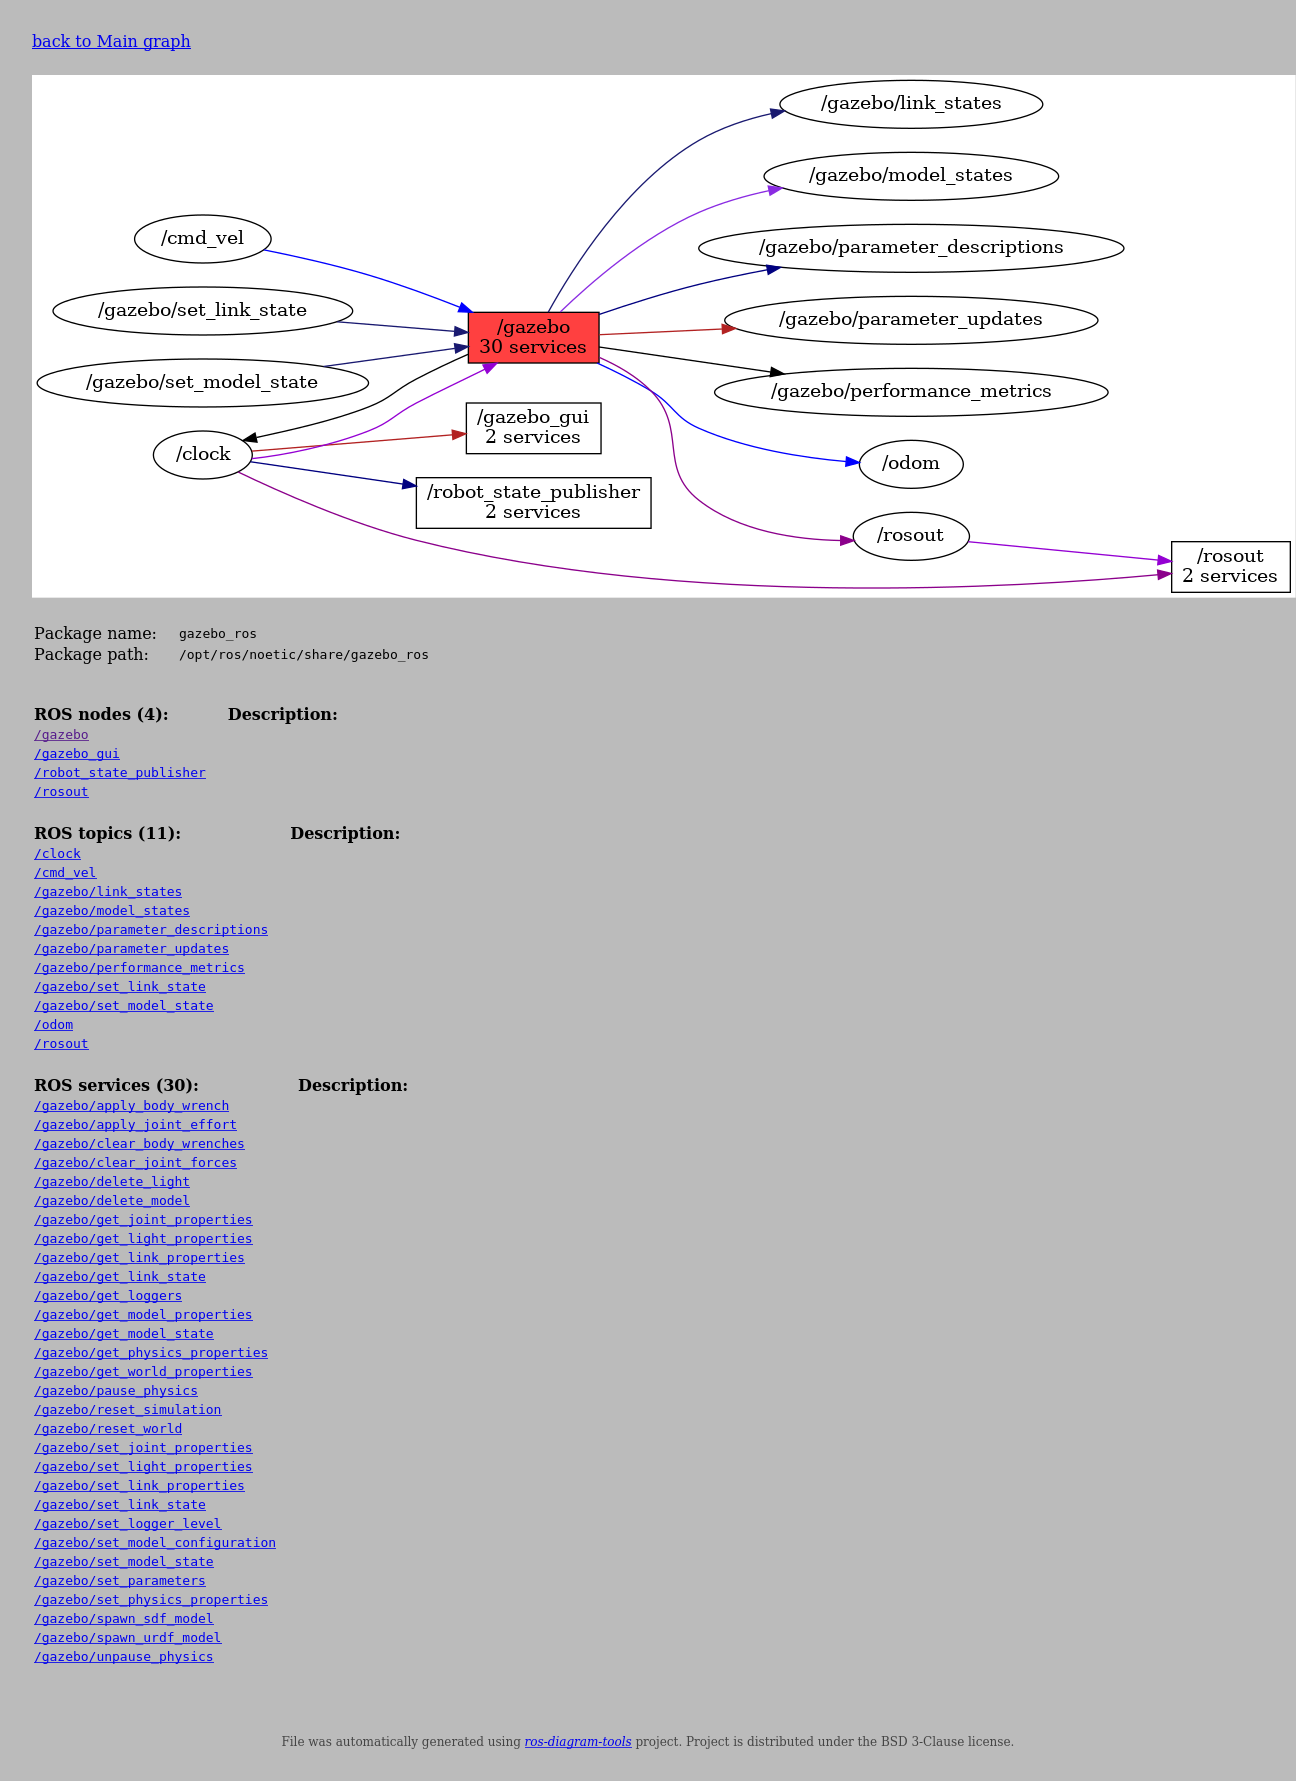 back to Main graph
/gazebo/link_states
/gazebo/model_states
/cmd_vel
/gazebo/parameter_descriptions
/gazebo/set_link_state
/gazebo
30 services
/gazebo/parameter_updates
/gazebo/set_model_state
/gazebo/performance_metrics
/gazebo_gui
2 services
/clock
/odom
/robot_state_publisher
2 services
/rosout
/rosout
2 services
Package name: gazebo_ros
Package path: /opt/ros/noetic/share/gazebo_ros
ROS nodes (4): Description:
/gazebo
/gazebo_gui
/robot_state_publisher
/rosout
ROS topics (11): Description:
/clock
/cmd_vel
/gazebo/link_states
/gazebo/model_states
/gazebo/parameter_descriptions
/gazebo/parameter_updates
/gazebo/performance_metrics
/gazebo/set_link_state
/gazebo/set_model_state
/odom
/rosout
ROS services (30): Description:
/gazebo/apply_body_wrench
/gazebo/apply_joint_effort
/gazebo/clear_body_wrenches
/gazebo/clear_joint_forces
/gazebo/delete_light
/gazebo/delete_model
/gazebo/get_joint_properties
/gazebo/get_light_properties
/gazebo/get_link_properties
/gazebo/get_link_state
/gazebo/get_loggers
/gazebo/get_model_properties
/gazebo/get_model_state
/gazebo/get_physics_properties
/gazebo/get_world_properties
/gazebo/pause_physics
/gazebo/reset_simulation
/gazebo/reset_world
/gazebo/set_joint_properties
/gazebo/set_light_properties
/gazebo/set_link_properties
/gazebo/set_link_state
/gazebo/set_logger_level
/gazebo/set_model_configuration
/gazebo/set_model_state
/gazebo/set_parameters
/gazebo/set_physics_properties
/gazebo/spawn_sdf_model
/gazebo/spawn_urdf_model
/gazebo/unpause_physics
File was automatically generated using ros-diagram-tools project. Project is distributed under the BSD 3-Clause license.